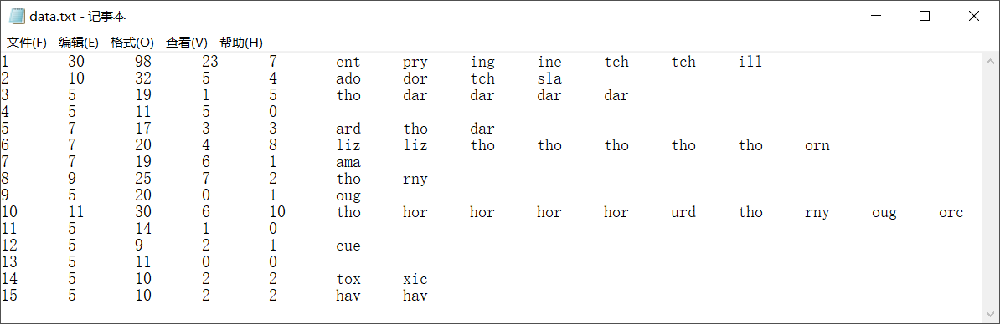 data.txt - 记事本
文件(F) 编辑(E) 格式(O) 查看(V) 帮助(H)
1 30 98 23 7 ent pry ing ine tch tch ill
2 10 32 5 4 ado dor tch sla
3 5 19 1 5 tho dar dar dar dar
4 5 11 5 0
5 7 17 3 3 ard tho dar
6 7 20 4 8 liz liz tho tho tho tho tho orn
7 7 19 6 1 ama
8 9 25 7 2 tho rny
9 5 20 0 1 oug
10 11 30 6 10 tho hor hor hor hor urd tho rny oug orc
11 5 14 1 0
12 5 9 2 1 cue
13 5 11 0 0
14 5 10 2 2 tox xic
15 5 10 2 2 hav hav